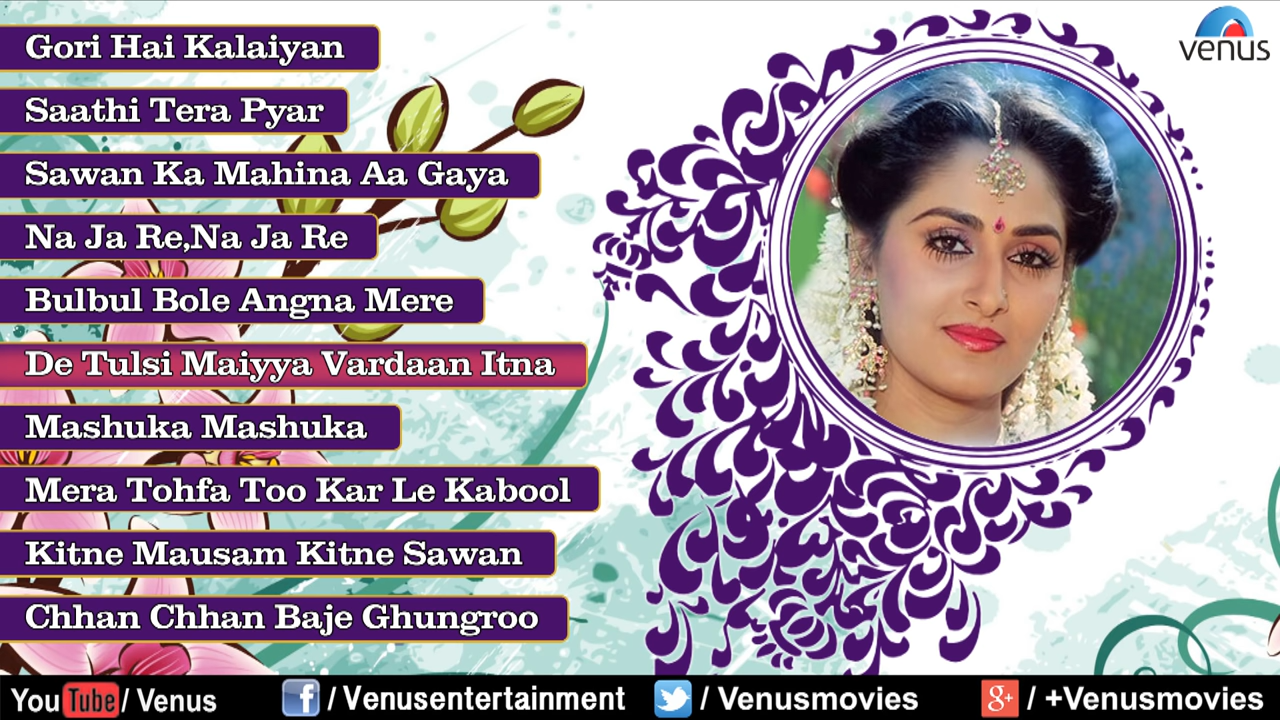 Gori Hai Kalaiyan
Saathi Tera Pyar
Sawan Ka Mahina Aa Gaya
Na Ja Re,Na Ja Re
Bulbul Bole Angna Mere
De Tulsi Maiyya Vardaan Itna
Mashuka Mashuka
Mera Tohfa Too Kar Le Kabool
Kitne Mausam Kitne Sawan
Chhan Chhan Baje Ghungroo
venus
You Tube / Venus
f / Venusentertainment
/ Venusmovies
g+ / +Venusmovies